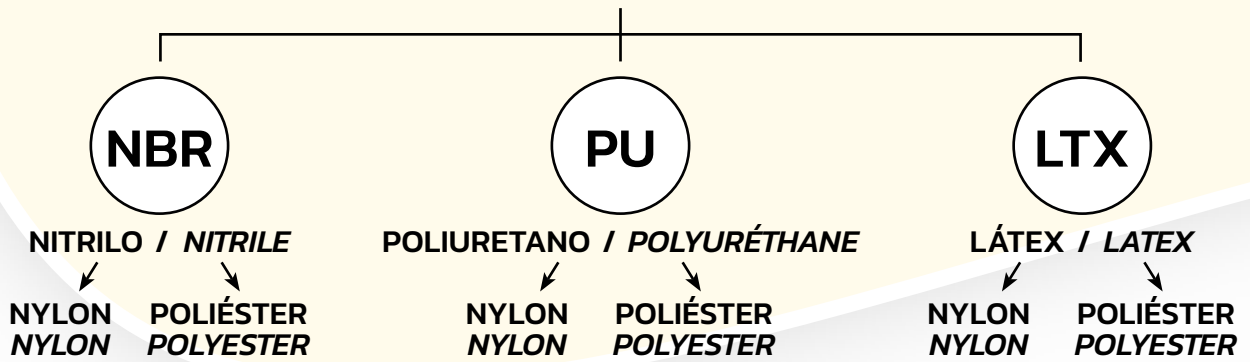 NBR
PU
LTX
NITRILO / NITRILE
POLIURETANO / POLYURÉTHANE
LÁTEX / LATEX
NYLON POLIÉSTER
NYLON POLYESTER
NYLON POLIÉSTER
NYLON POLYESTER
NYLON POLIÉSTER
NYLON POLYESTER